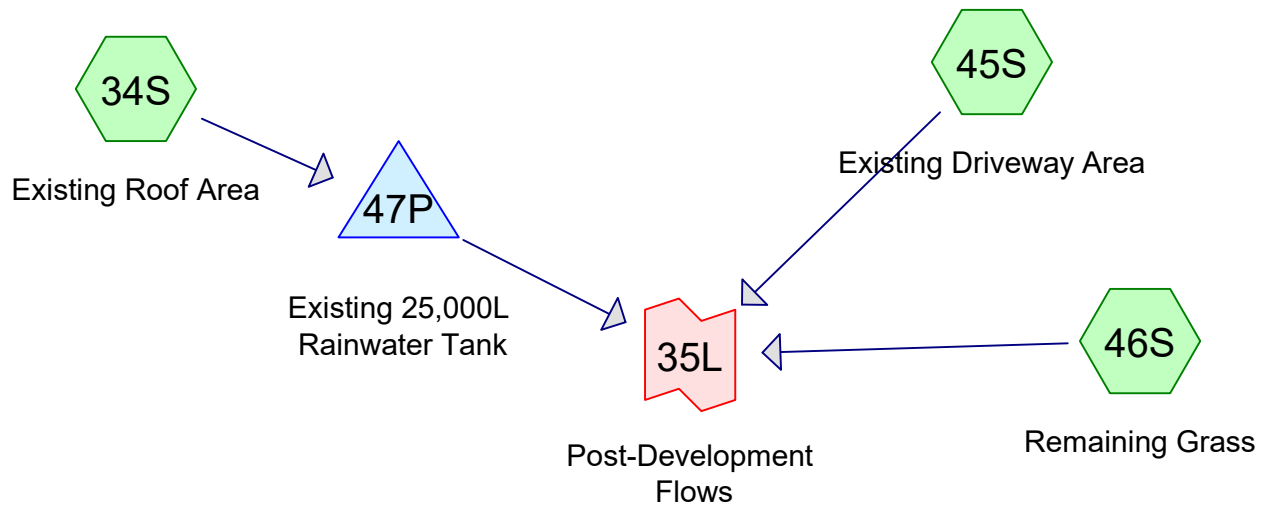 34S
Existing Roof Area
47P
Existing 25,000L
Rainwater Tank
45S
Existing Driveway Area
35L
Post-Development
Flows
46S
Remaining Grass